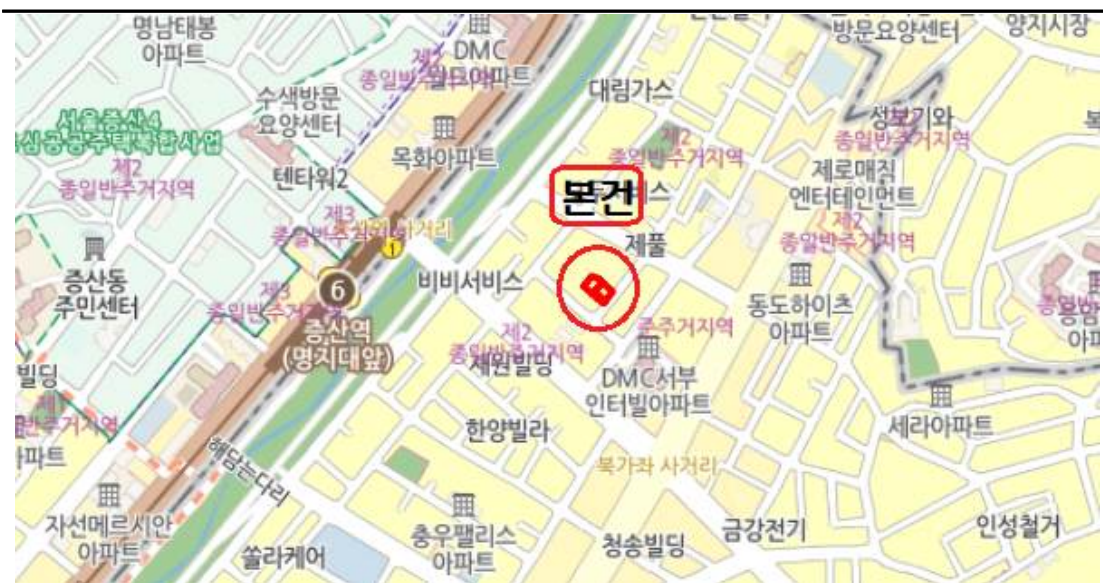 명남태봉
아파트
DMC
방문요양센터
양지시장
수색방문
요양센터
대림가스
서울증산4
제2
종일반주거지역
목화아파트
텐타워2
제2
종일반주거지역
성보기와
종일반주거지역
제로매직
엔터테인먼트
본건
제3
사거리
제2
종일반주거지역
제풀
증산동
주민센터
비비서비스
6
제3
증산역
(명지대앞)
동도하이츠
아파트
주거지역
제2
제원빌딩
DMC서부
인터빌아파트
빌딩
한양빌라
세라아파트
해담는다리
북가좌 사거리
자선메르시안
아파트
쏠라케어
충우팰리스
아파트
청송빌딩
금강전기
인성철거